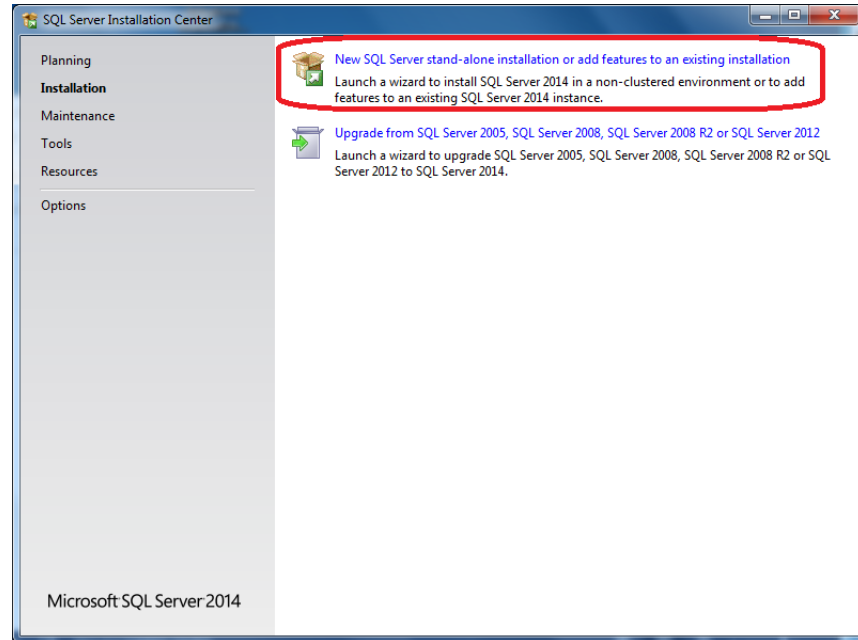 SQL Server Installation Center
Planning
Installation
Maintenance
Tools
Resources
Options
New SQL Server stand-alone installation or add features to an existing installation
Launch a wizard to install SQL Server 2014 in a non-clustered environment or to add
features to an existing SQL Server 2014 instance.
Upgrade from SQL Server 2005, SQL Server 2008, SQL Server 2008 R2 or SQL Server 2012
Launch a wizard to upgrade SQL Server 2005, SQL Server 2008, SQL Server 2008 R2 or SQL
Server 2012 to SQL Server 2014.
Microsoft SQL Server 2014